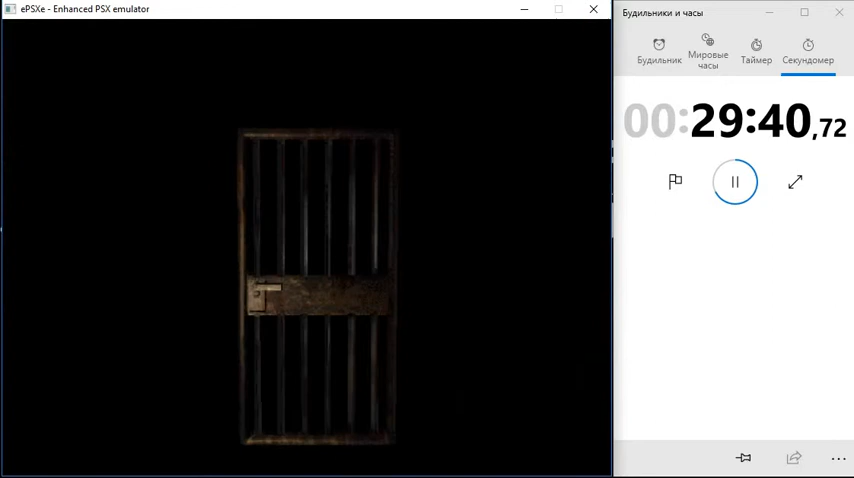 ePSXe - Enhanced PSX emulator
Будильники и часы
Будильник
Мировые
часы
Таймер
Секундомер
00:29:40,72